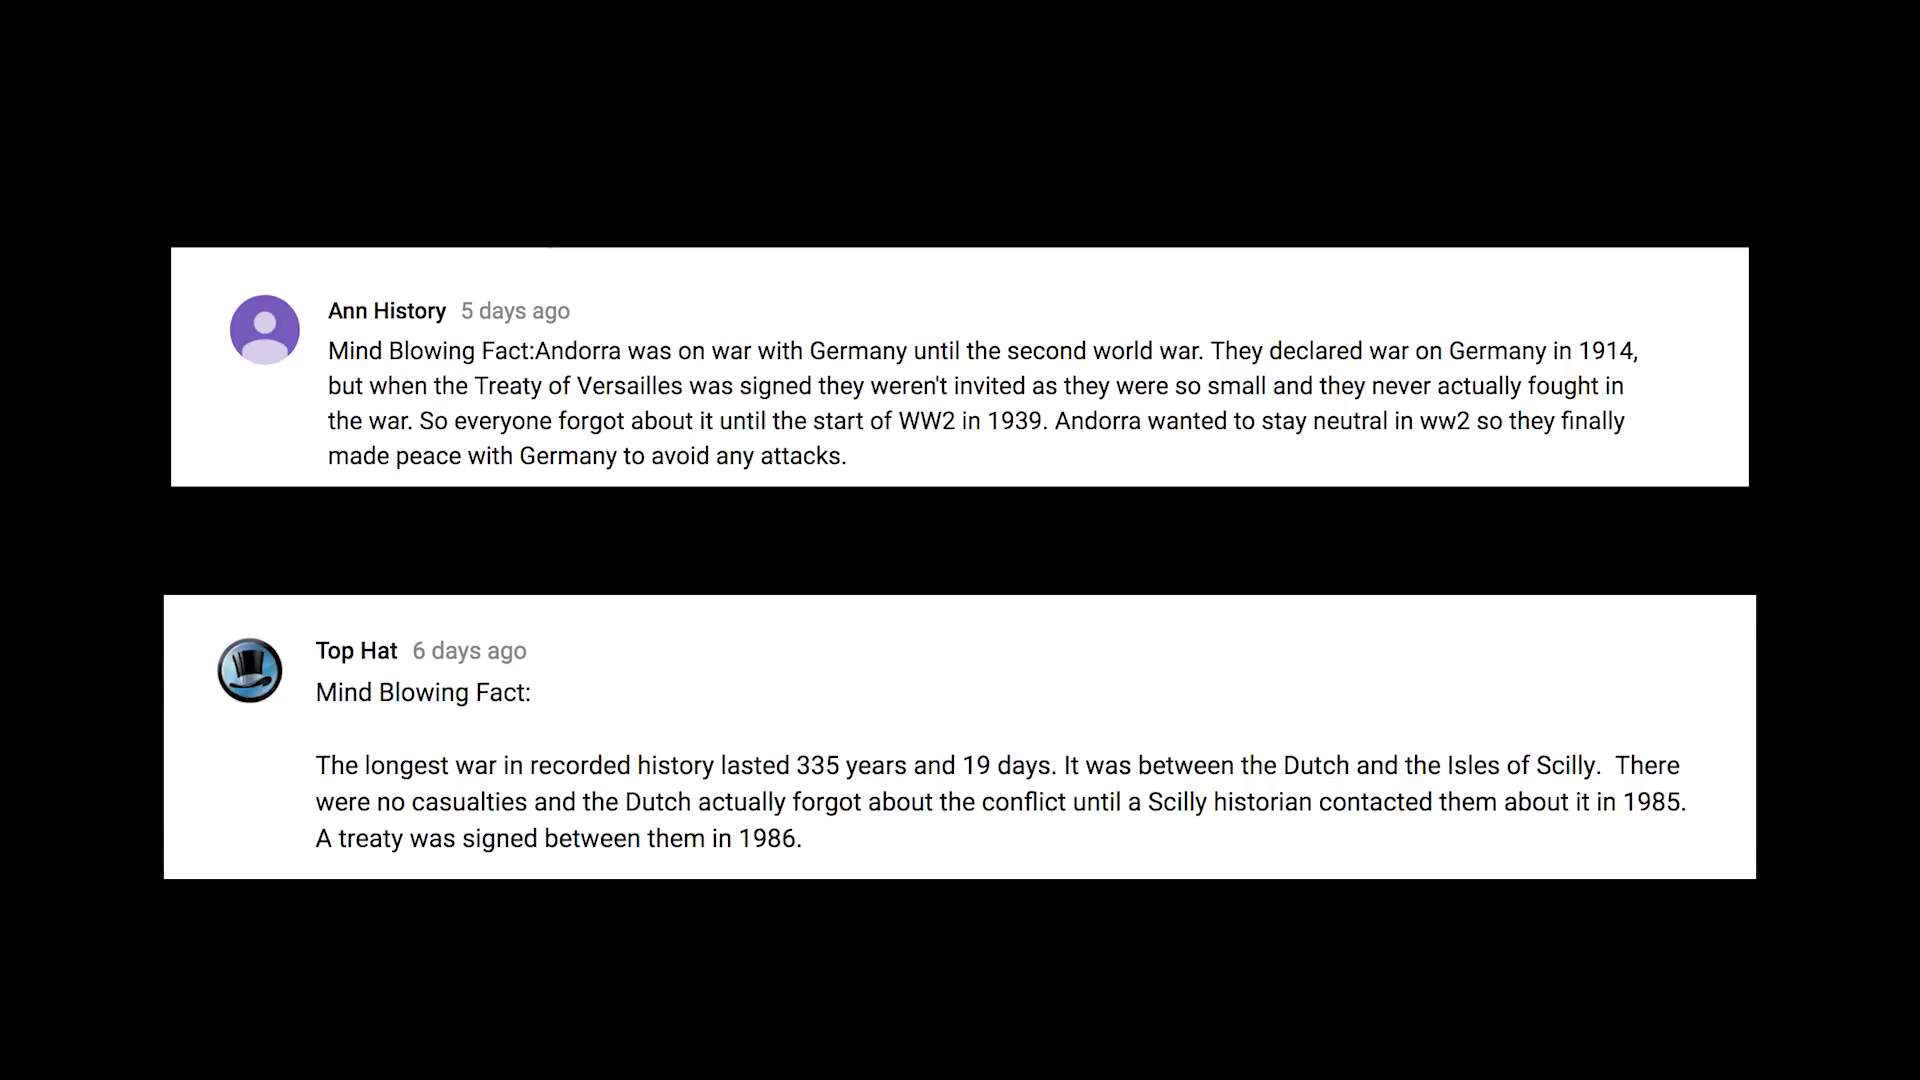 Ann History 5 days ago
Mind Blowing Fact:Andorra was on war with Germany until the second world war. They declared war on Germany in 1914,
but when the Treaty of Versailles was signed they weren't invited as they were so small and they never actually fought in
the war. So everyone forgot about it until the start of WW2 in 1939. Andorra wanted to stay neutral in ww2 so they finally
made peace with Germany to avoid any attacks.
Top Hat 6 days ago
Mind Blowing Fact:
The longest war in recorded history lasted 335 years and 19 days. It was between the Dutch and the Isles of Scilly.  There
were no casualties and the Dutch actually forgot about the conflict until a Scilly historian contacted them about it in 1985.
A treaty was signed between them in 1986.